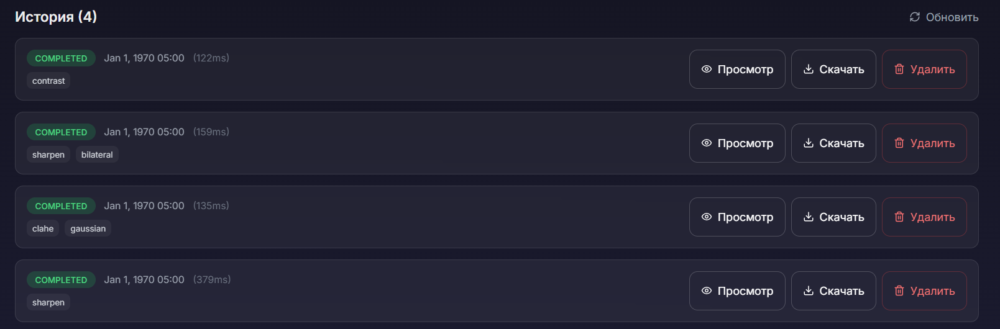 История (4)
Обновить
COMPLETED Jan 1, 1970 05:00 (122ms)
contrast
Просмотр Скачать Удалить
COMPLETED Jan 1, 1970 05:00 (159ms)
sharpen bilateral
Просмотр Скачать Удалить
COMPLETED Jan 1, 1970 05:00 (135ms)
clahe gaussian
Просмотр Скачать Удалить
COMPLETED Jan 1, 1970 05:00 (379ms)
sharpen
Просмотр Скачать Удалить